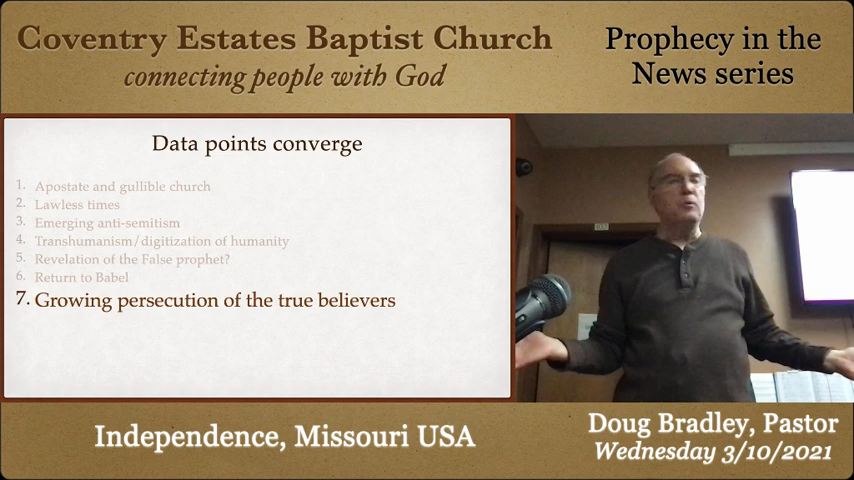 Coventry Estates Baptist Church
connecting people with God
Prophecy in the
News series
Data points converge
1. Apostate and gullible church
2. Lawless times
3. Emerging anti-semitism
4. Transhumanism/digitization of humanity
5. Revelation of the False prophet?
6. Return to Babel
7. Growing persecution of the true believers
Independence, Missouri USA
Doug Bradley, Pastor
Wednesday 3/10/2021